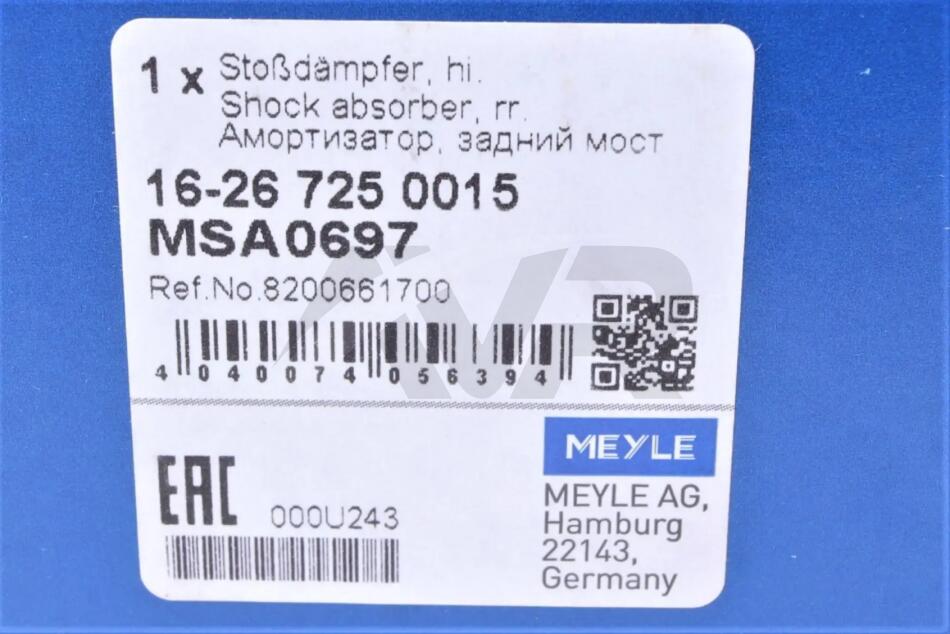 1 x Stoßdämpfer, hi.
Shock absorber, rr.
Амортизатор, задний мост
16-26 725 0015
MSA0697
Ref.No.8200661700
4 040074 056394
MEYLE
EAC
000U243
MEYLE AG,
Hamburg
22143,
Germany